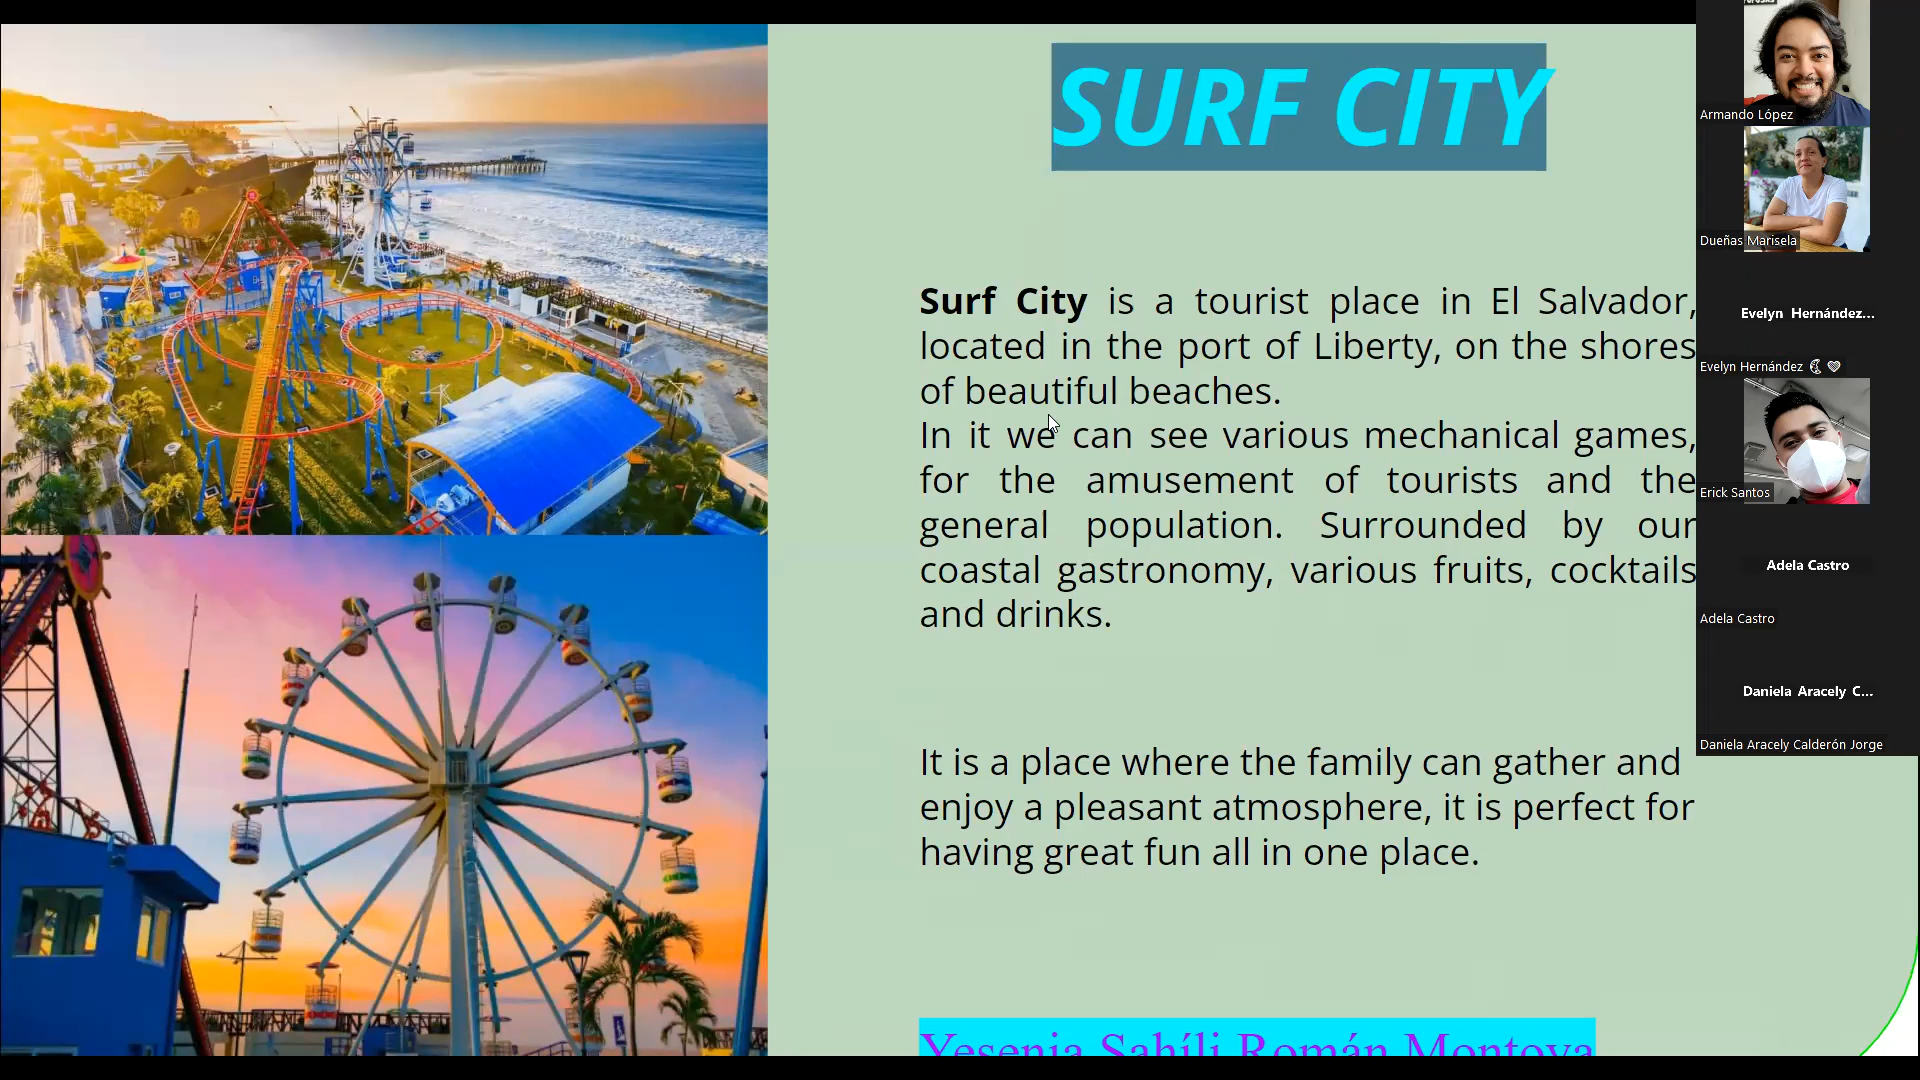 SURF CITY
Surf City is a tourist place in El Salvador,
located in the port of Liberty, on the shores
of beautiful beaches.
In it we can see various mechanical games,
for the amusement of tourists and the
general population. Surrounded by our
coastal gastronomy, various fruits, cocktails
and drinks.
It is a place where the family can gather and
enjoy a pleasant atmosphere, it is perfect for
having great fun all in one place.
Yesenia Sahíli Román Montoya
Armando López
Dueñas Marisela
Evelyn Hernández...
Evelyn Hernández
Erick Santos
Adela Castro
Adela Castro
Daniela Aracely C...
Daniela Aracely Calderón Jorge